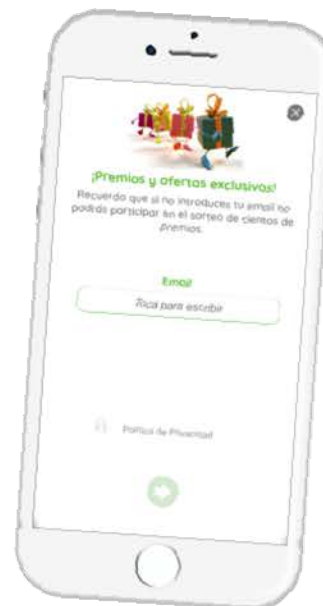 ¡Premios y ofertas exclusivas!
Recuerda que si no introduces tu email no
podrás participar en el sorteo de cientos de
premios.
Email
Toca para escribir
Política de Privacidad